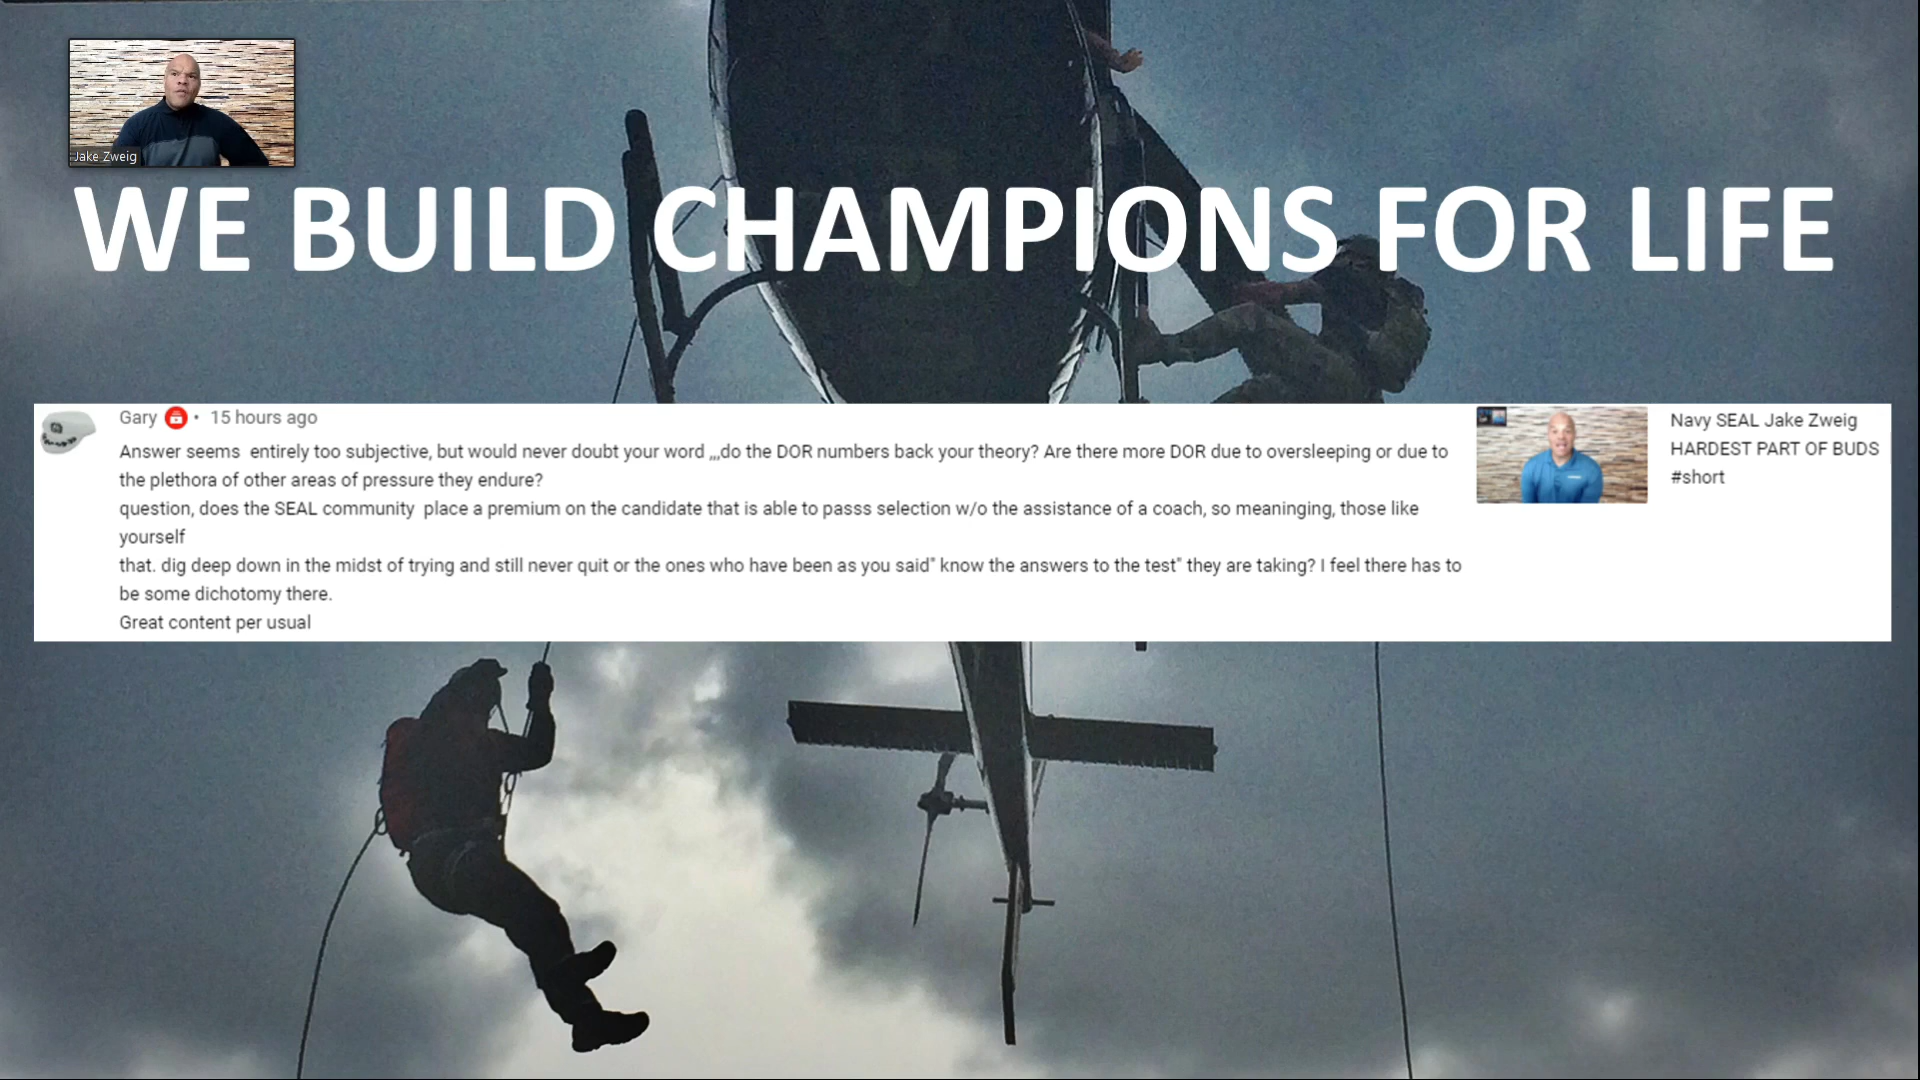 Jake Zweig
WE BUILD CHAMPIONS FOR LIFE
Gary • 15 hours ago
Answer seems entirely too subjective, but would never doubt your word ,,,do the DOR numbers back your theory? Are there more DOR due to oversleeping or due to
the plethora of other areas of pressure they endure?
question, does the SEAL community place a premium on the candidate that is able to passs selection w/o the assistance of a coach, so meaninging, those like
yourself
that. dig deep down in the midst of trying and still never quit or the ones who have been as you said" know the answers to the test" they are taking? I feel there has to
be some dichotomy there.
Great content per usual
Navy SEAL Jake Zweig
HARDEST PART OF BUDS
#short